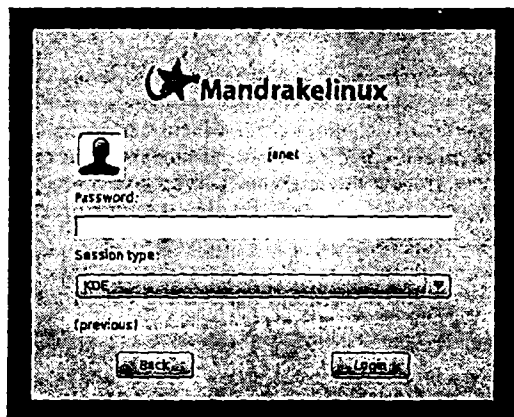 Mandrakelinux
janet
Password:
Session type:
KDE
(previous)
Back
Login